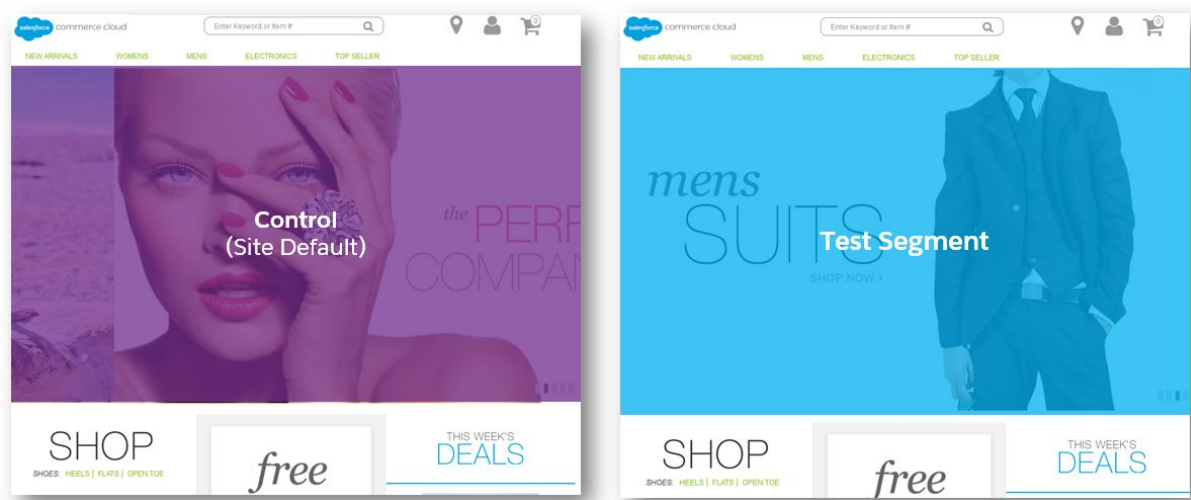 salesforce commerce cloud
Enter Keyword or Item #
0
NEW ARRIVALS WOMENS MENS ELECTRONICS TOP SELLER
the PERF
COMPAN
Control
(Site Default)
SHOP
SHOES: HEELS | FLATS | OPEN TOE
free
THIS WEEK'S
DEALS
salesforce commerce cloud
Enter Keyword or Item #
0
NEW ARRIVALS WOMENS MENS ELECTRONICS TOP SELLER
mens
SUITS
SHOP NOW ›
Test Segment
SHOP
SHOES: HEELS | FLATS | OPEN TOE
free
THIS WEEK'S
DEALS